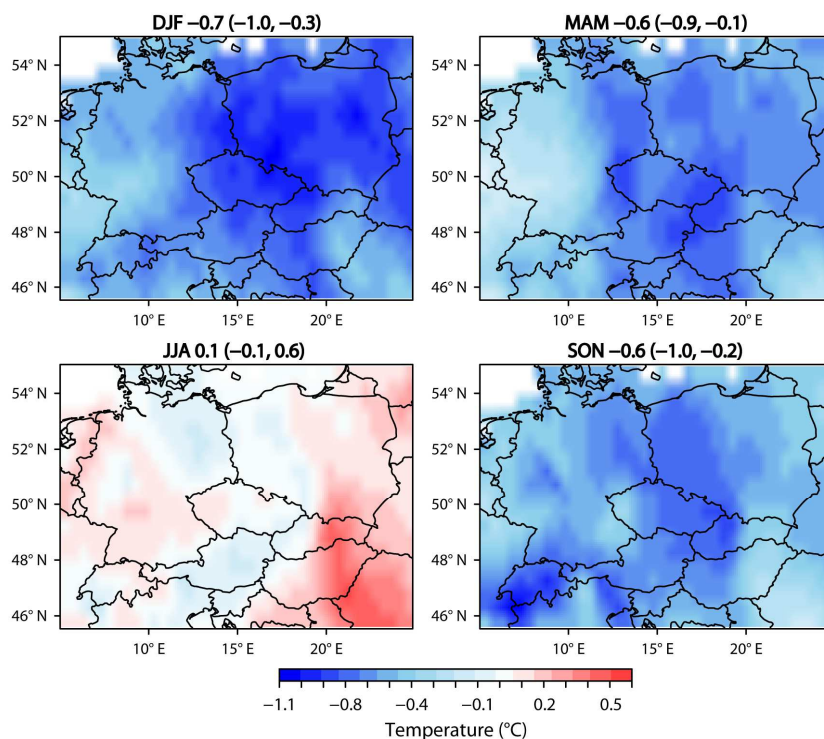 DJF −0.7 (−1.0, −0.3)
MAM −0.6 (−0.9, −0.1)
54° N
52° N
50° N
48° N
46° N
10° E
15° E
20° E
54° N
52° N
50° N
48° N
46° N
10° E
15° E
20° E
JJA 0.1 (−0.1, 0.6)
SON −0.6 (−1.0, −0.2)
54° N
52° N
50° N
48° N
46° N
10° E
15° E
20° E
54° N
52° N
50° N
48° N
46° N
10° E
15° E
20° E
−1.1 −0.8 −0.4 −0.1 0.2 0.5
Temperature (°C)